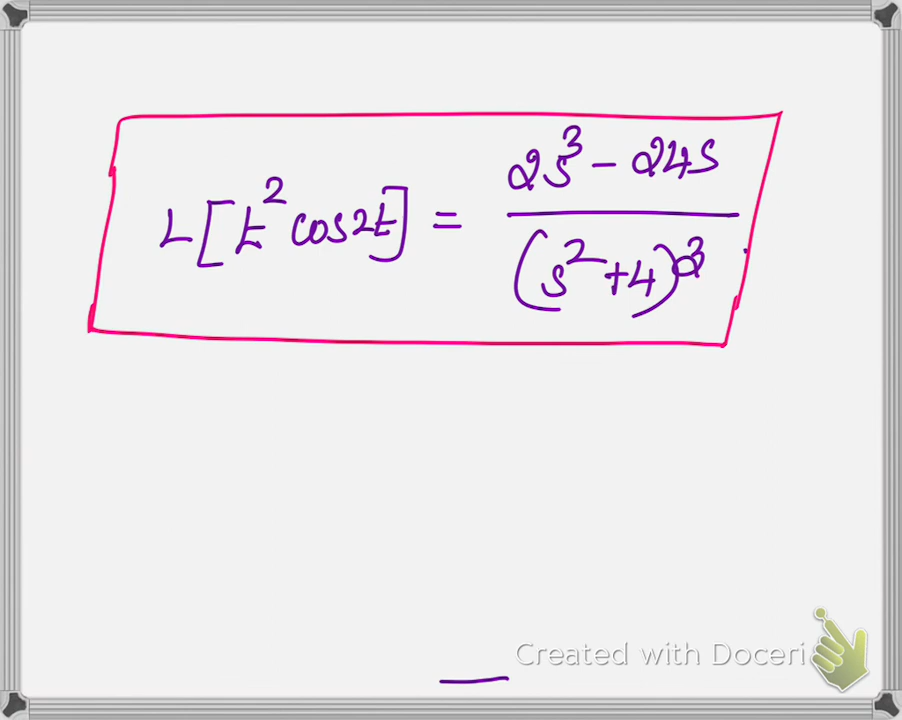 L[t² cos2t] = (2s³ - 24s) / (s²+4)³
Created with Doceri